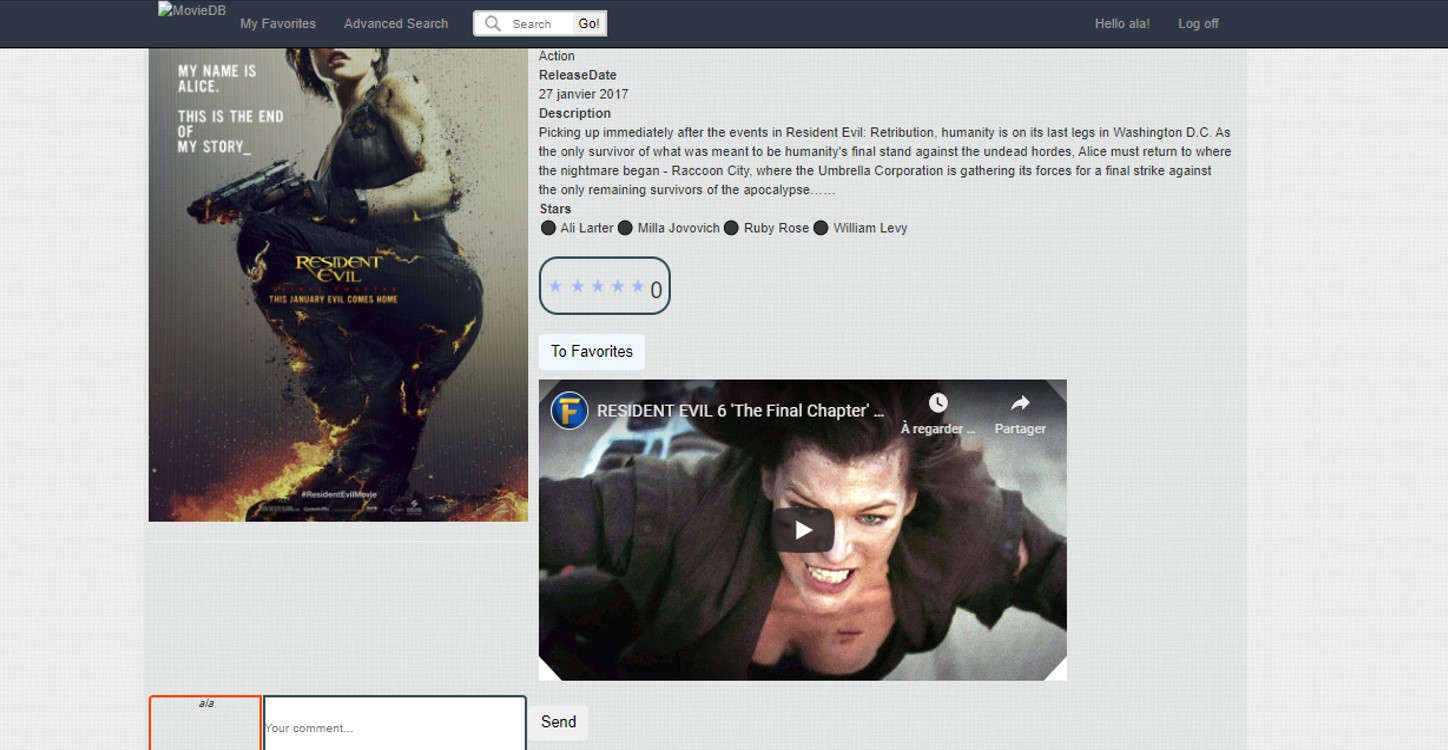 MovieDB
My Favorites
Advanced Search
Search
Go!
Hello ala!
Log off
MY NAME IS
ALICE.
THIS IS THE END
OF
MY STORY_
RESIDENT
EVIL
FINAL CHAPTER
THIS JANUARY EVIL COMES HOME
#ResidentEvilMovie
Action
ReleaseDate
27 janvier 2017
Description
Picking up immediately after the events in Resident Evil: Retribution, humanity is on its last legs in Washington D.C. As
the only survivor of what was meant to be humanity's final stand against the undead hordes, Alice must return to where
the nightmare began - Raccoon City, where the Umbrella Corporation is gathering its forces for a final strike against
the only remaining survivors of the apocalypse……
Stars
Ali Larter Milla Jovovich Ruby Rose William Levy
0
To Favorites
F
RESIDENT EVIL 6 'The Final Chapter' ...
À regarder ...
Partager
ala
Your comment...
Send